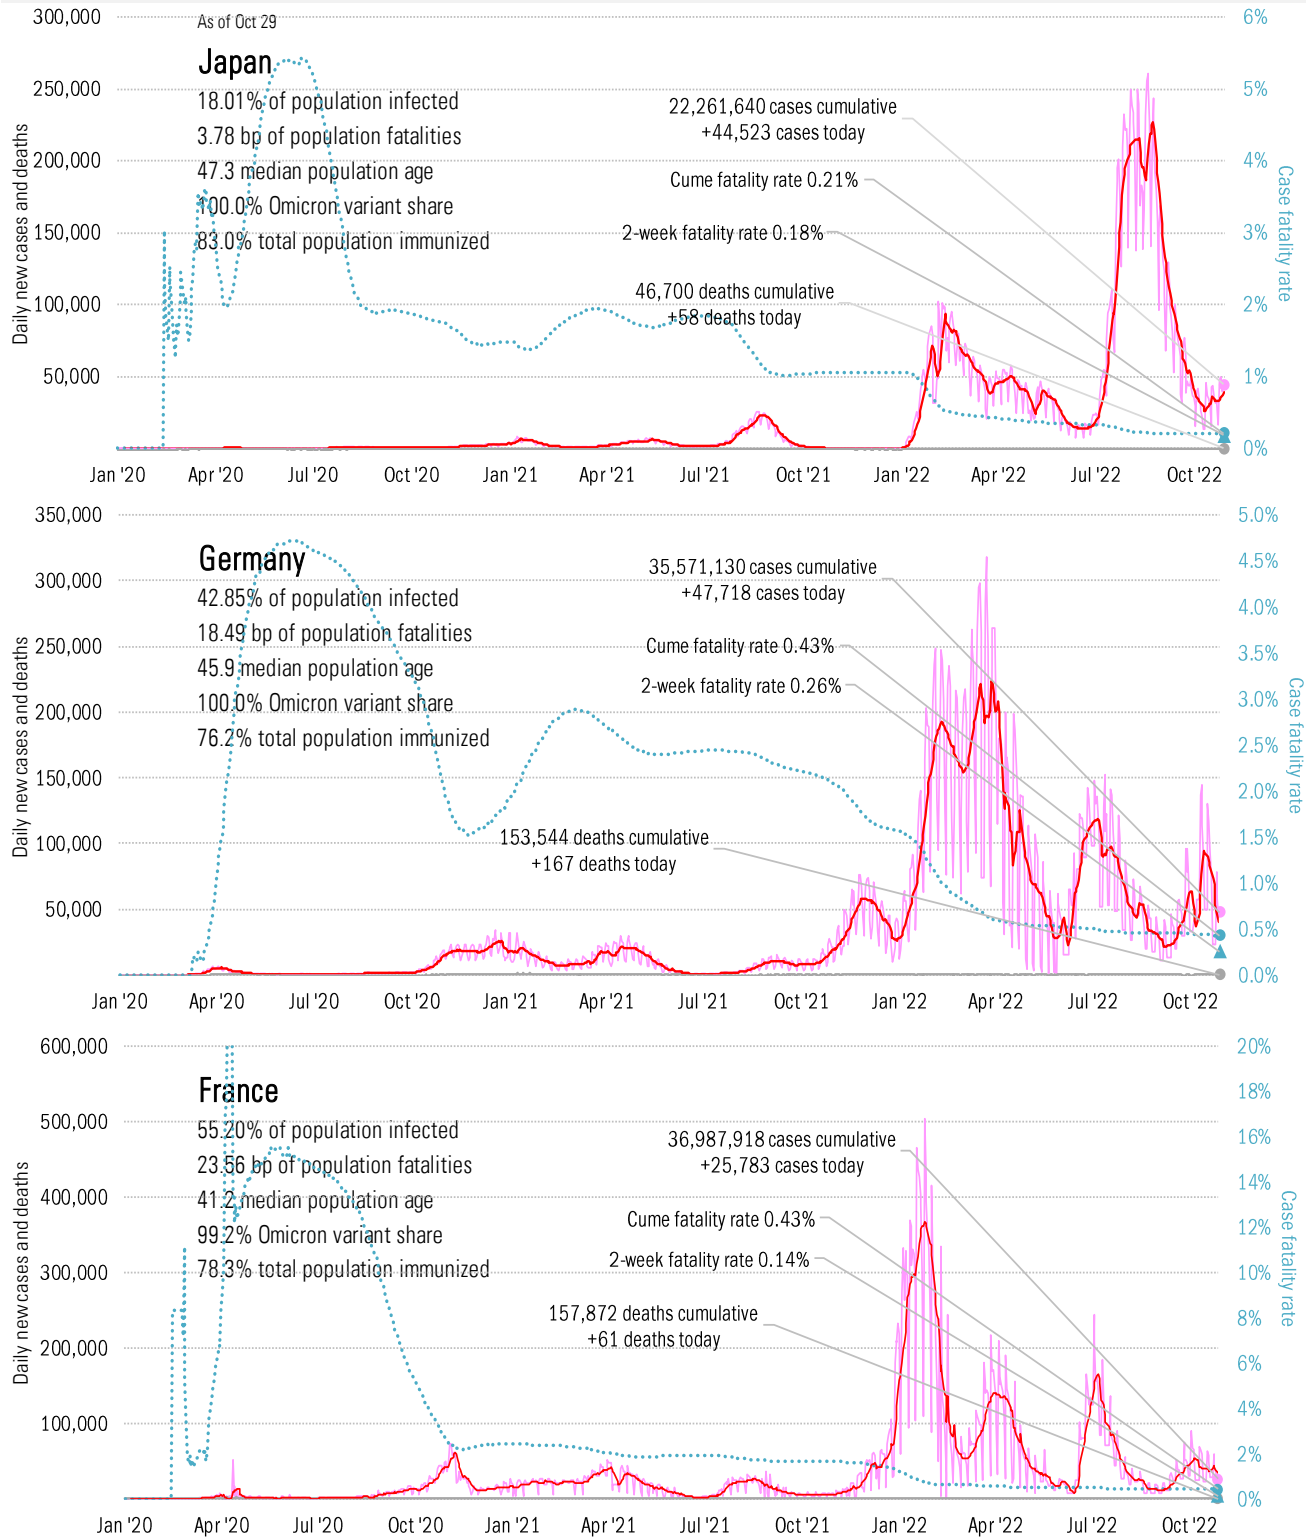 300,000
As of Oct 29
6%
Japan
250,000
18.01% of population infected
5%
22,261,640 cases cumulative
+44,523 cases today
3.78 bp of population fatalities
200,000
47.3 median population age
4%
Cume fatality rate 0.21%
100.0% Omicron variant share
150,000
2-week fatality rate 0.18%
3%
83.0% total population immunized
100,000
46,700 deaths cumulative
+58 deaths today
2%
50,000
1%
0%
Daily new cases and deaths
Case fatality rate
Jan '20 Apr '20 Jul '20 Oct '20 Jan '21 Apr '21 Jul '21 Oct '21 Jan '22 Apr '22 Jul '22 Oct '22
350,000
5.0%
Germany
300,000
35,571,130 cases cumulative
+47,718 cases today
4.5%
42.85% of population infected
4.0%
18.49 bp of population fatalities
250,000
Cume fatality rate 0.43%
3.5%
45.9 median population age
2-week fatality rate 0.26%
100.0% Omicron variant share
200,000
3.0%
76.2% total population immunized
2.5%
150,000
2.0%
100,000
153,544 deaths cumulative
+167 deaths today
1.5%
1.0%
50,000
0.5%
0.0%
Daily new cases and deaths
Case fatality rate
Jan '20 Apr '20 Jul '20 Oct '20 Jan '21 Apr '21 Jul '21 Oct '21 Jan '22 Apr '22 Jul '22 Oct '22
600,000
20%
France
18%
500,000
55.20% of population infected
36,987,918 cases cumulative
+25,783 cases today
16%
23.56 bp of population fatalities
14%
400,000
41.2 median population age
Cume fatality rate 0.43%
12%
99.2% Omicron variant share
2-week fatality rate 0.14%
300,000
78.3% total population immunized
10%
157,872 deaths cumulative
+61 deaths today
8%
200,000
6%
4%
100,000
2%
0%
Daily new cases and deaths
Case fatality rate
Jan '20 Apr '20 Jul '20 Oct '20 Jan '21 Apr '21 Jul '21 Oct '21 Jan '22 Apr '22 Jul '22 Oct '22